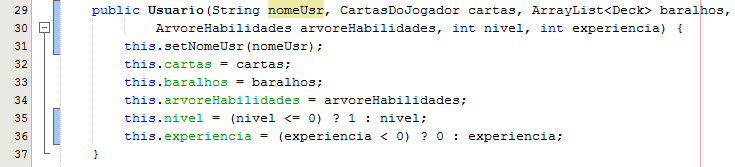 29 public Usuario(String nomeUsr, CartasDoJogador cartas, ArrayList<Deck> baralhos,
30 ArvoreHabilidades arvoreHabilidades, int nivel, int experiencia) {
31 this.setNomeUsr(nomeUsr);
32 this.cartas = cartas;
33 this.baralhos = baralhos;
34 this.arvoreHabilidades = arvoreHabilidades;
35 this.nivel = (nivel <= 0) ? 1 : nivel;
36 this.experiencia = (experiencia < 0) ? 0 : experiencia;
37 }